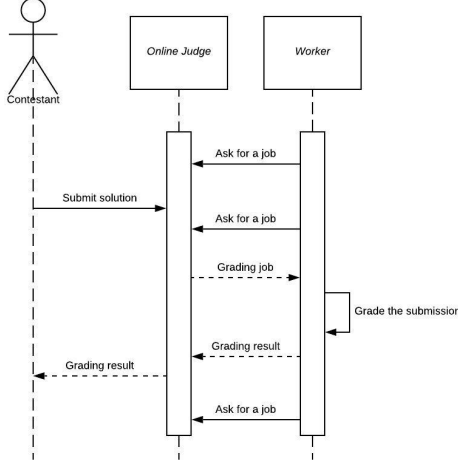 Online Judge
Worker
Contestant
Ask for a job
Submit solution
Ask for a job
Grading job
Grade the submission
Grading result
Grading result
Ask for a job